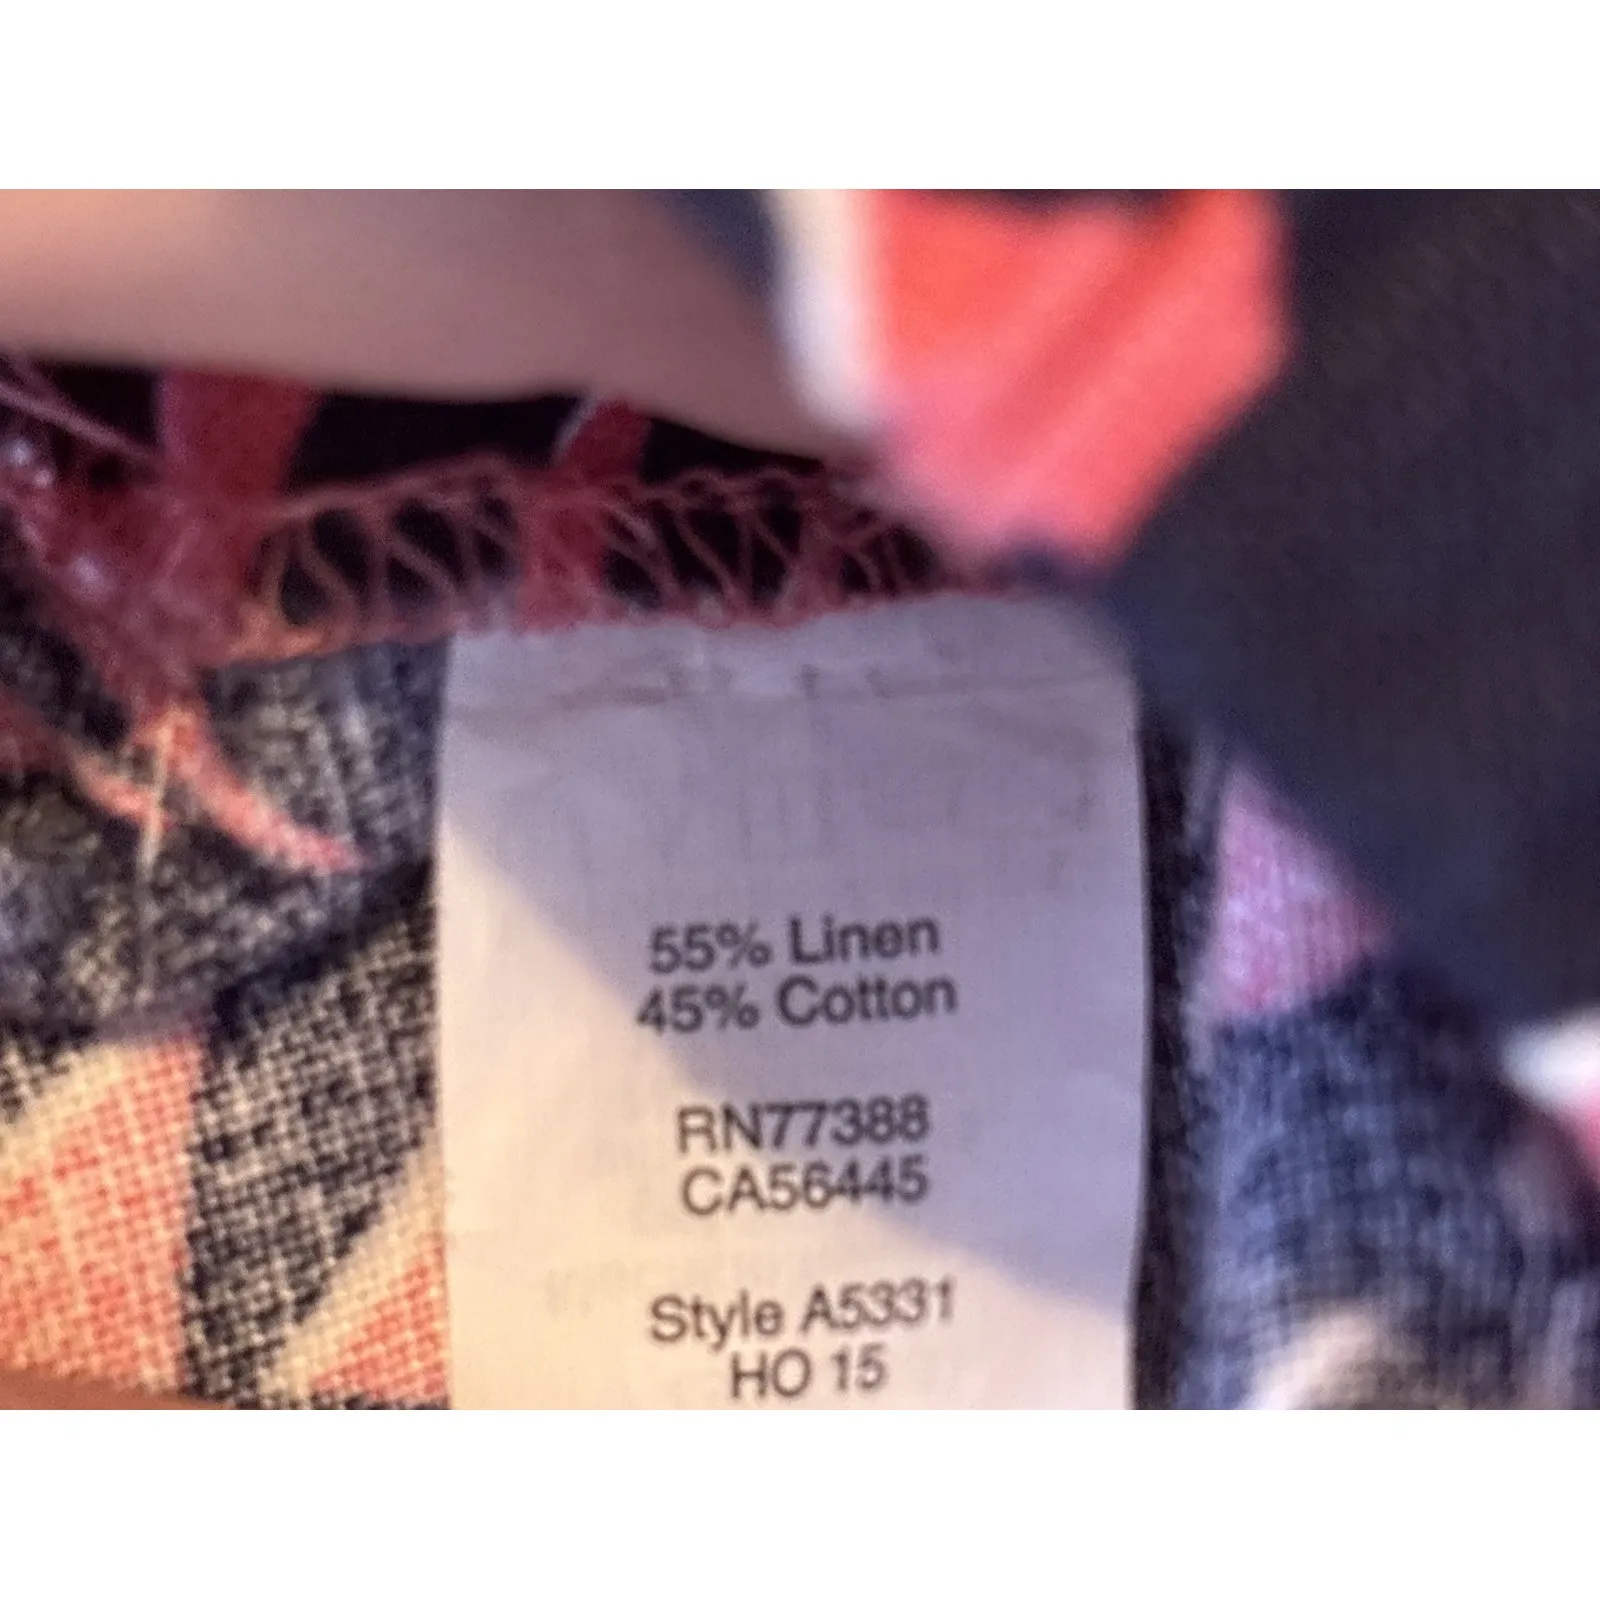 55% Linen
45% Cotton
RN77388
CA56445
Style A5331
HO 15